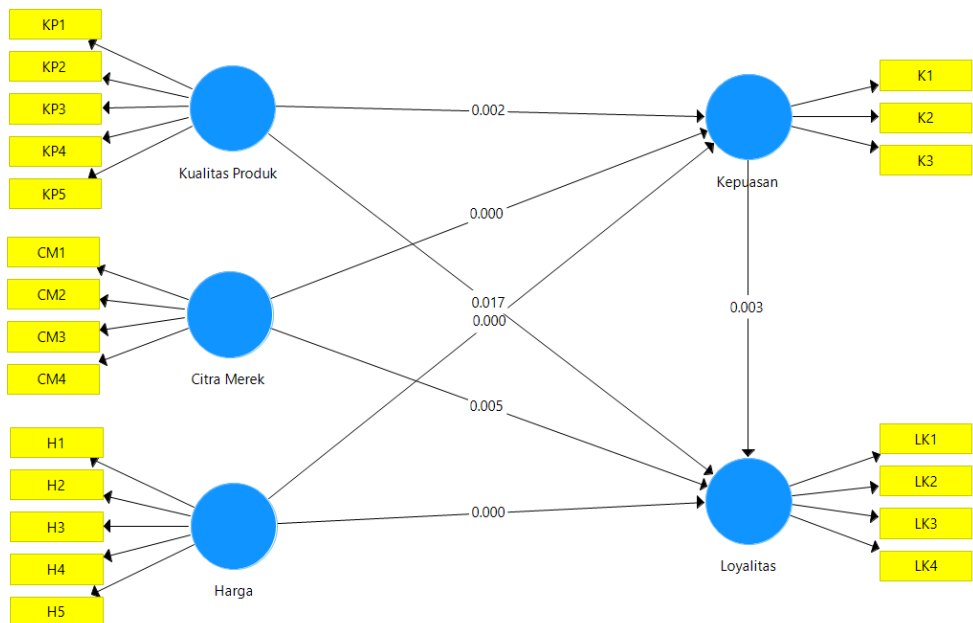 KP1
KP2
KP3
KP4
KP5
Kualitas Produk
CM1
CM2
CM3
CM4
Citra Merek
H1
H2
H3
H4
H5
Harga
0.002
0.000
0.017
0.000
0.005
0.000
0.003
K1
K2
K3
Kepuasan
LK1
LK2
LK3
LK4
Loyalitas